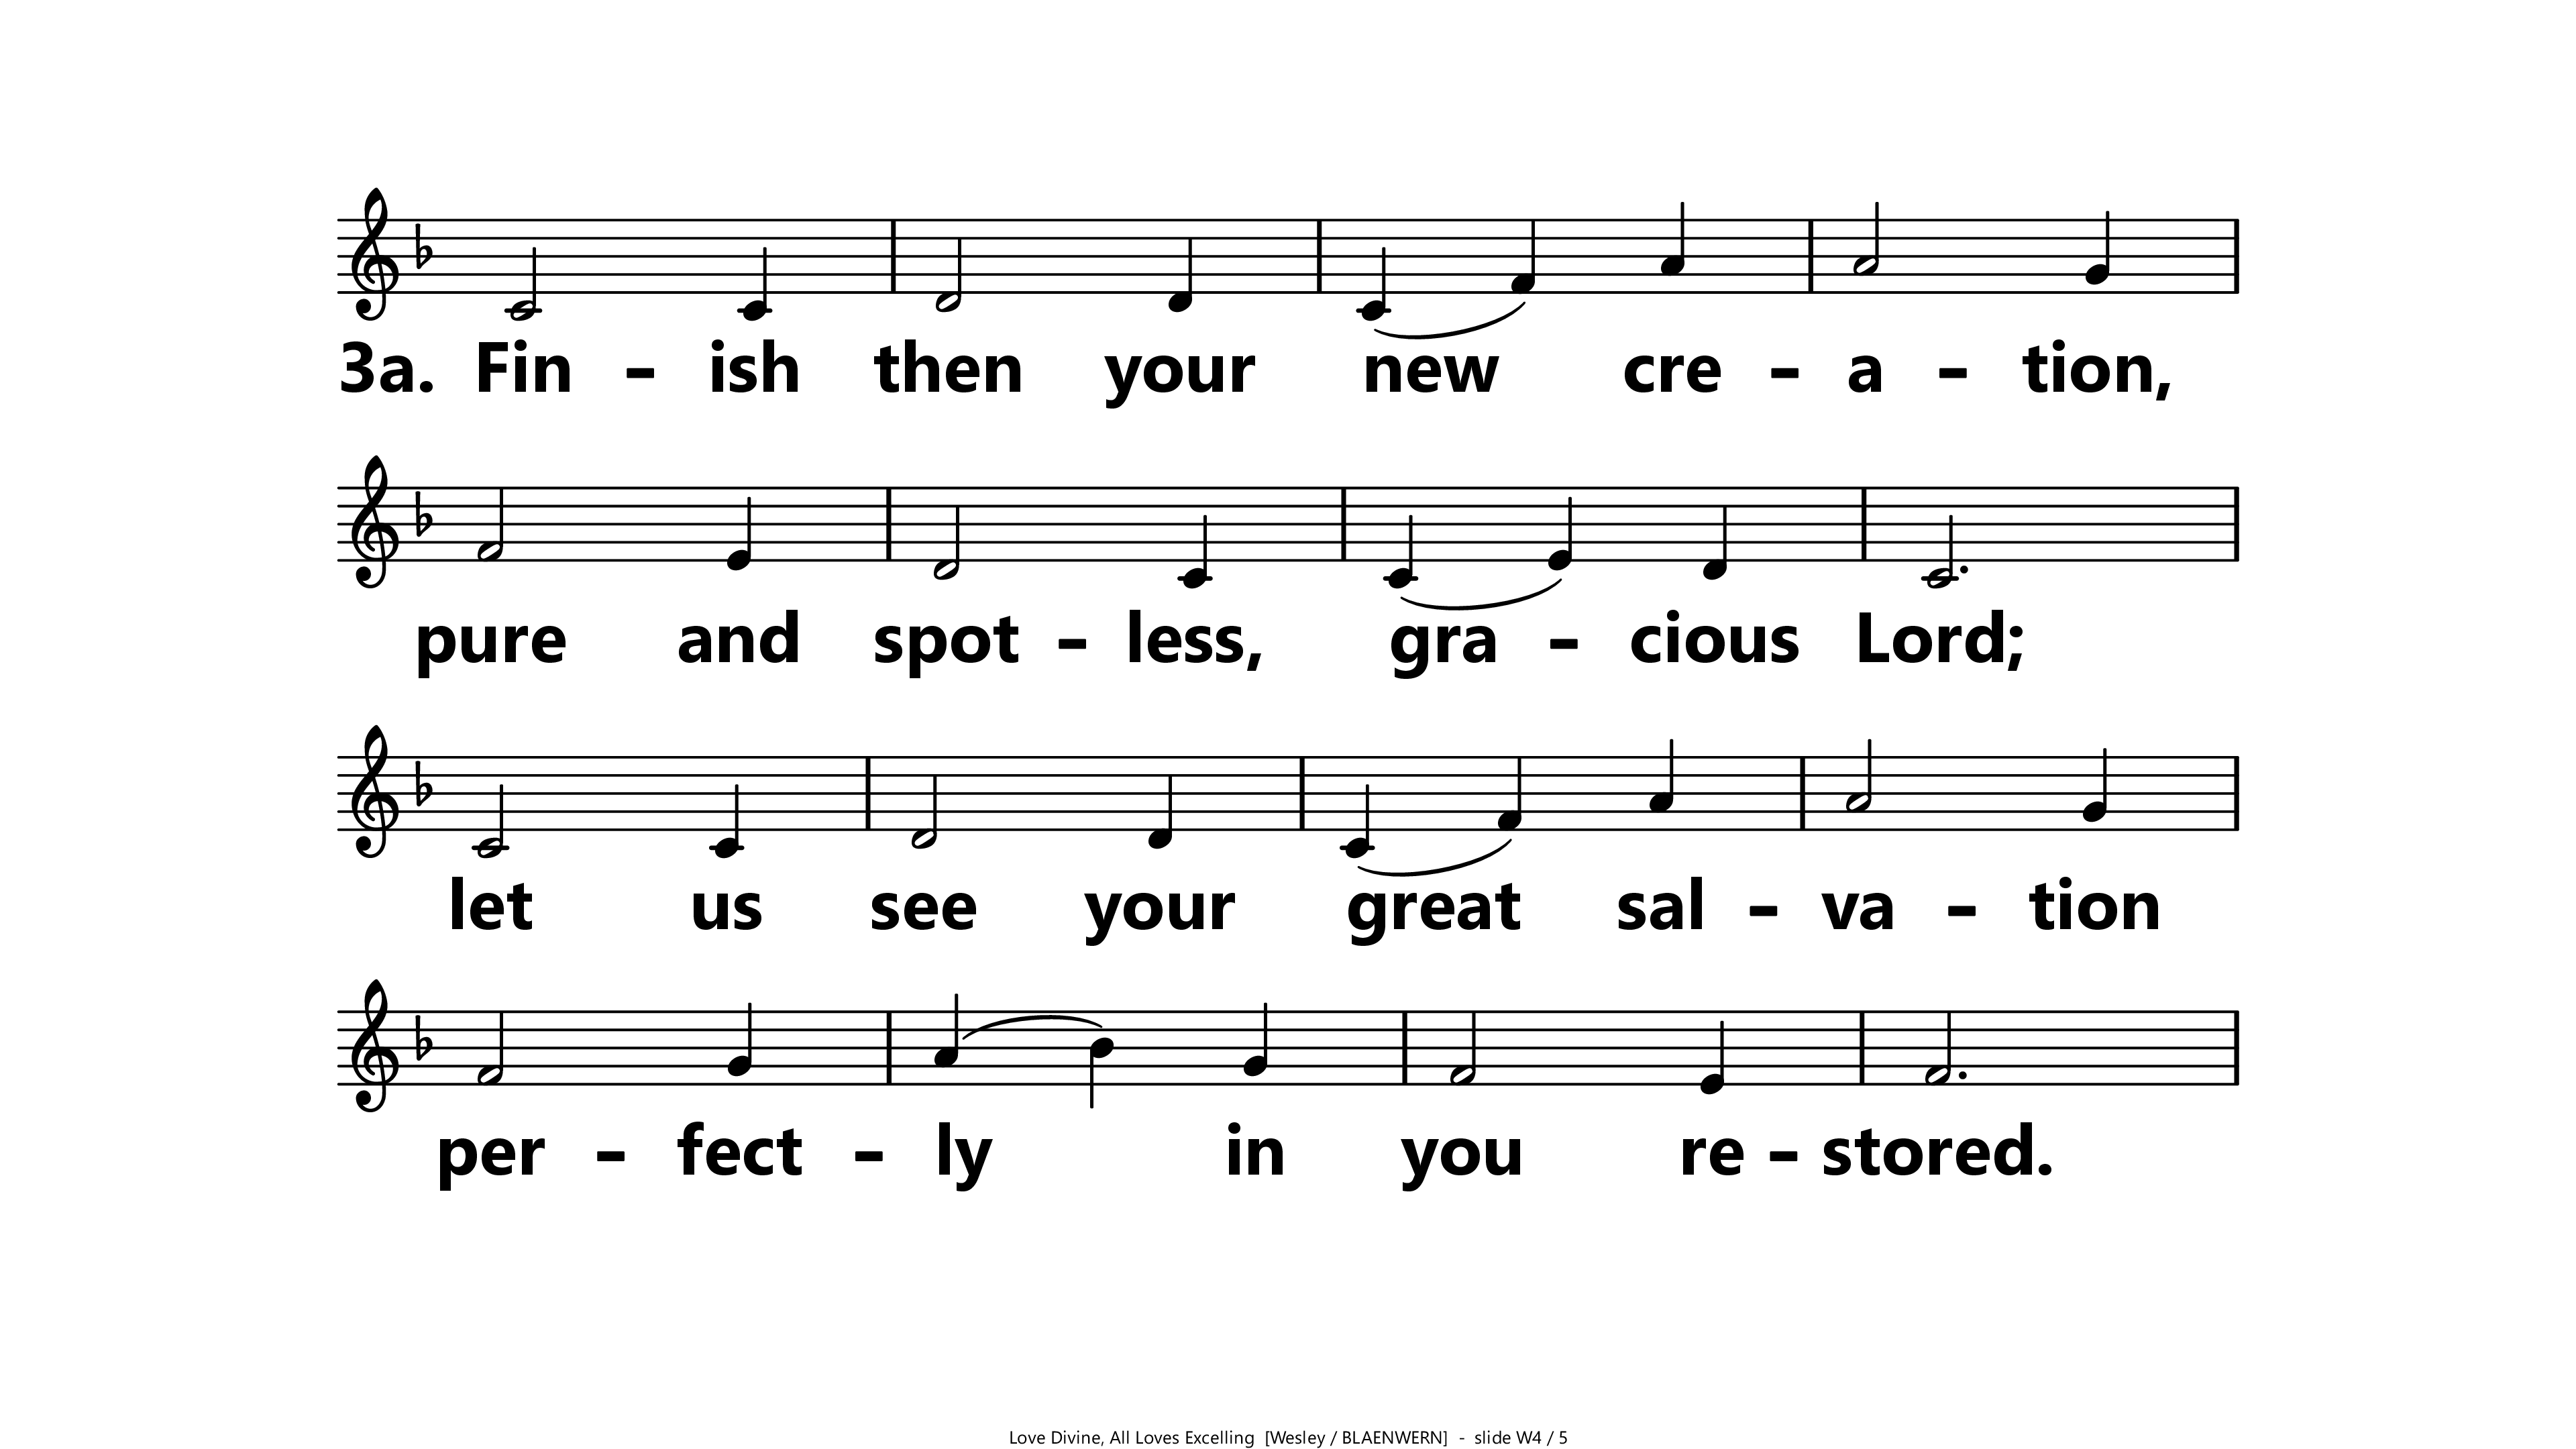 3a. Fin - ish then your new cre - a - tion,
pure and spot - less, gra - cious Lord;
let us see your great sal - va - tion
per - fect - ly in you re - stored.
Love Divine, All Loves Excelling [Wesley / BLAENWERN] - slide W4 / 5